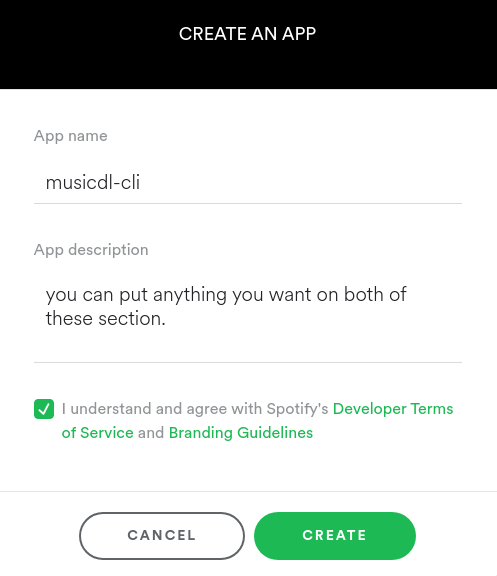 CREATE AN APP
App name
musicdl-cli
App description
you can put anything you want on both of
these section.
I understand and agree with Spotify's Developer Terms
of Service and Branding Guidelines
CANCEL
CREATE